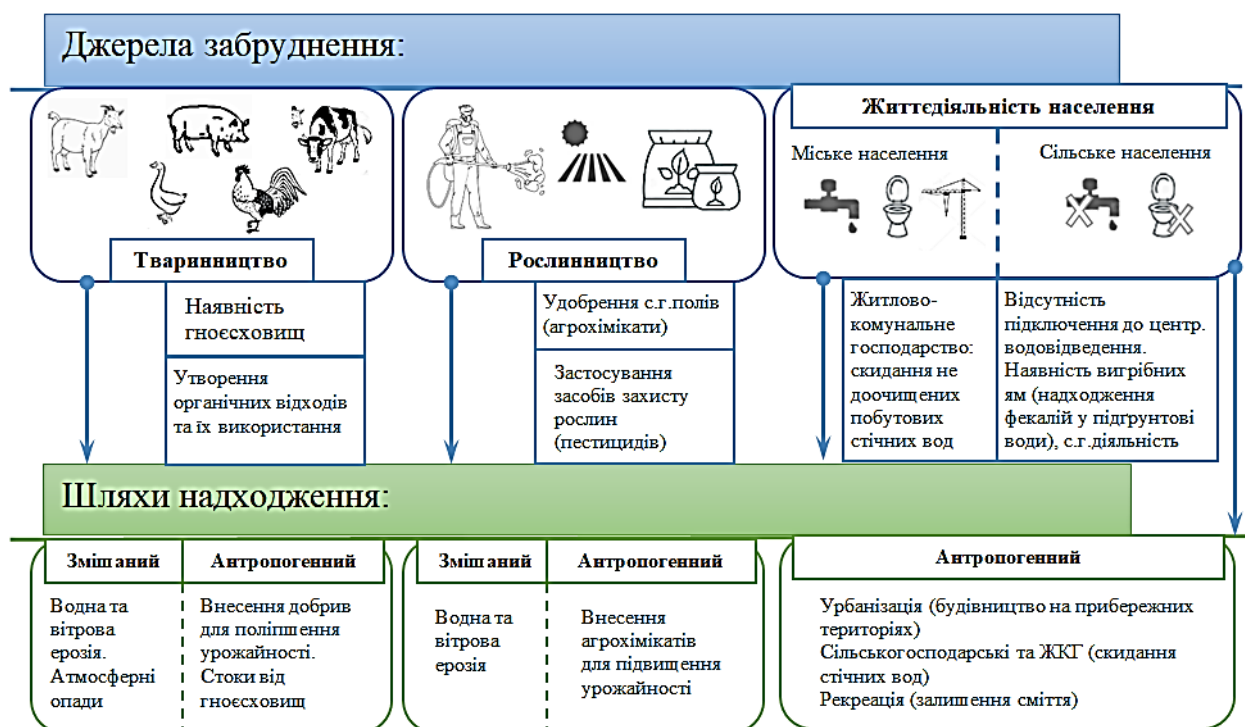 Джерела забруднення:
Тваринництво
Наявність
гноєсховищ
Утворення
органічних відходів
та їх використання
Рослинництво
Удобрення с.г.полів
(агрохімікати)
Застосування
засобів захисту
рослин
(пестицидів)
Життєдіяльність населення
Міське населення
Сільське населення
Житлово-
комунальне
господарство:
скидання не
доочищених
побутових
стічних вод
Відсутність
підключення до центр.
водовідведення.
Наявність вигрібних
ям (надходження
фекалій у підґрунтові
води), с.г.діяльність
Шляхи надходження:
Змішаний
Водна та
вітрова
ерозія.
Атмосферні
опади
Антропогенний
Внесення добрив
для поліпшення
урожайності.
Стоки від
гноєсховищ
Змішаний
Водна та
вітрова
ерозія
Антропогенний
Внесення
агрохімікатів
для підвищення
урожайності
Антропогенний
Урбанізація (будівництво на прибережних
територіях)
Сільськогосподарські та ЖКГ (скидання
стічних вод)
Рекреація (залишення сміття)